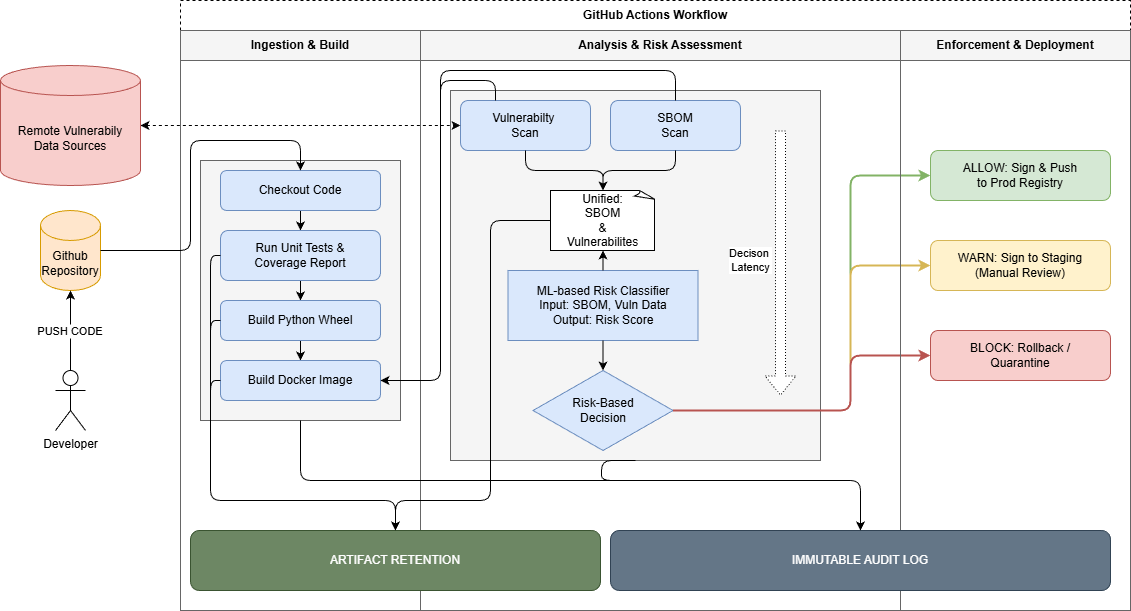 GitHub Actions Workflow
Ingestion & Build
Analysis & Risk Assessment
Enforcement & Deployment
Remote Vulnerabily
Data Sources
Github
Repository
PUSH CODE
Developer
Checkout Code
Run Unit Tests &
Coverage Report
Build Python Wheel
Build Docker Image
Vulnerabilty
Scan
SBOM
Scan
Unified:
SBOM
&
Vulnerabilites
ML-based Risk Classifier
Input: SBOM, Vuln Data
Output: Risk Score
Risk-Based
Decision
Decison
Latency
ALLOW: Sign & Push
to Prod Registry
WARN: Sign to Staging
(Manual Review)
BLOCK: Rollback /
Quarantine
ARTIFACT RETENTION
IMMUTABLE AUDIT LOG